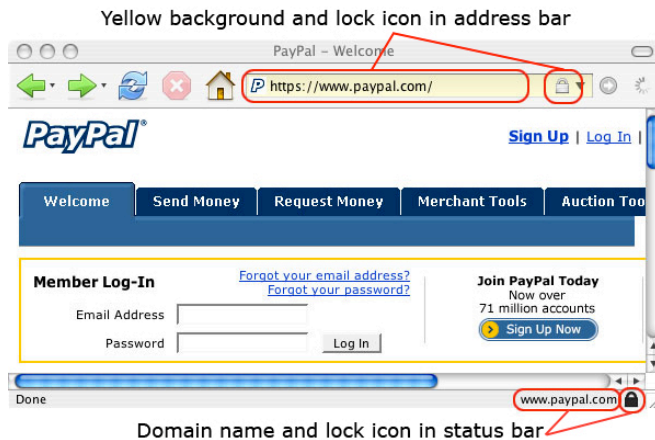 Yellow background and lock icon in address bar
PayPal – Welcome
P https://www.paypal.com/
PayPal®
Sign Up | Log In |
Welcome Send Money Request Money Merchant Tools Auction Too
Member Log-In
Forgot your email address?
Forgot your password?
Email Address
Password
Log In
Join PayPal Today
Now over
71 million accounts
Sign Up Now
Done
www.paypal.com
Domain name and lock icon in status bar